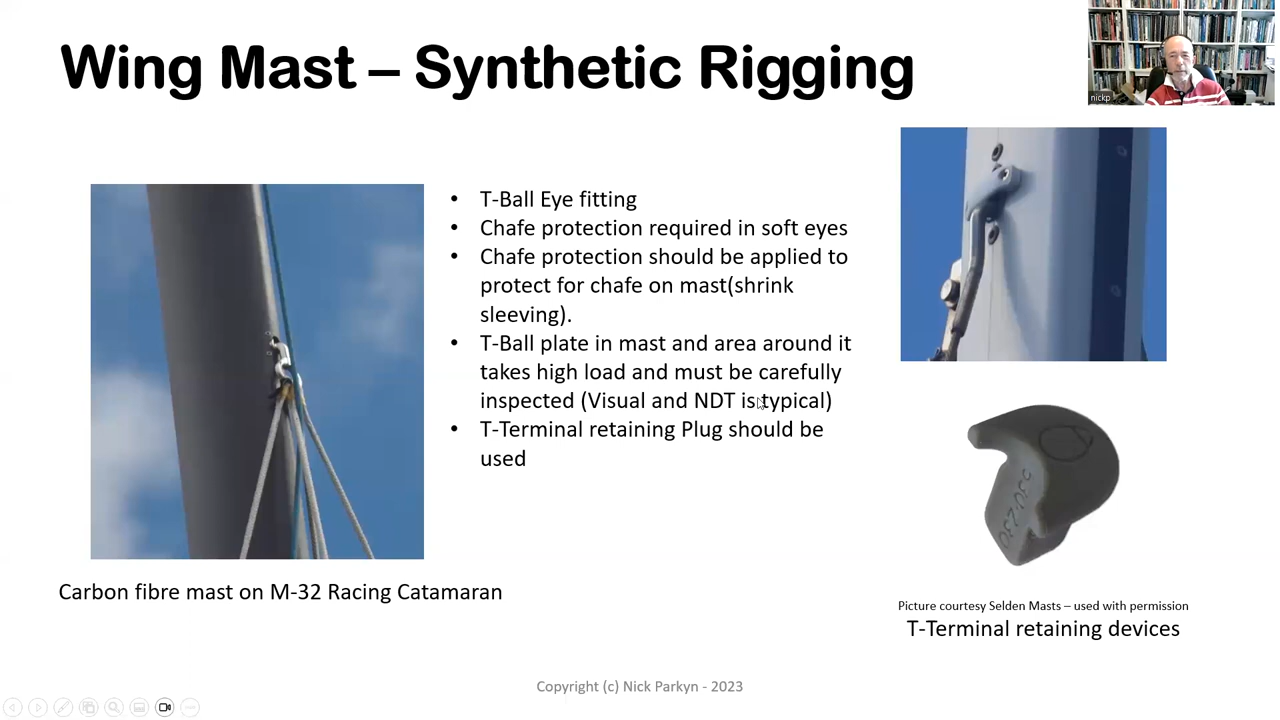 Wing Mast – Synthetic Rigging
nickp
• T-Ball Eye fitting
• Chafe protection required in soft eyes
• Chafe protection should be applied to
protect for chafe on mast(shrink
sleeving).
• T-Ball plate in mast and area around it
takes high load and must be carefully
inspected (Visual and NDT is typical)
• T-Terminal retaining Plug should be
used
530-230
Carbon fibre mast on M-32 Racing Catamaran
Picture courtesy Selden Masts – used with permission
T-Terminal retaining devices
Copyright (c) Nick Parkyn - 2023